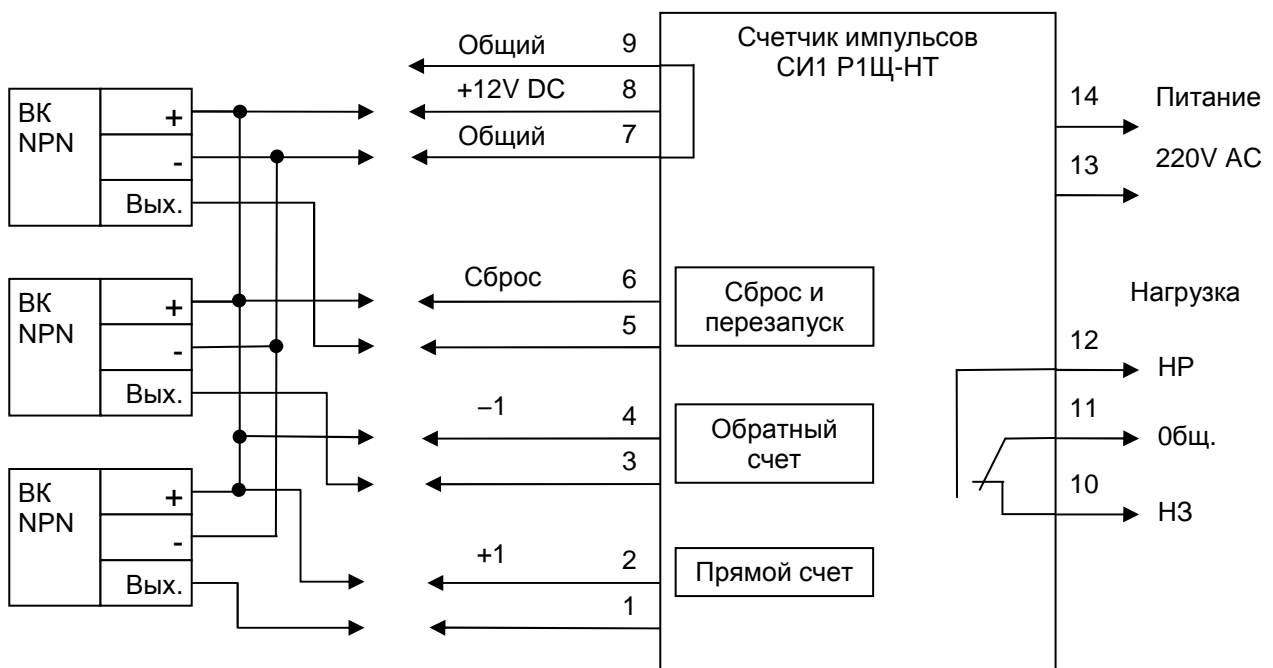 Счетчик импульсов
СИ1 Р1Щ-НТ
Общий 9
+12V DC 8
Общий 7
ВК
NPN
+
-
Вых.
14 Питание
13 220V AC
Сброс 6
5
Сброс и
перезапуск
ВК
NPN
+
-
Вых.
Нагрузка
12
НР
11
0бщ.
10
НЗ
–1 4
3
Обратный
счет
ВК
NPN
+
-
Вых.
+1 2
1
Прямой счет